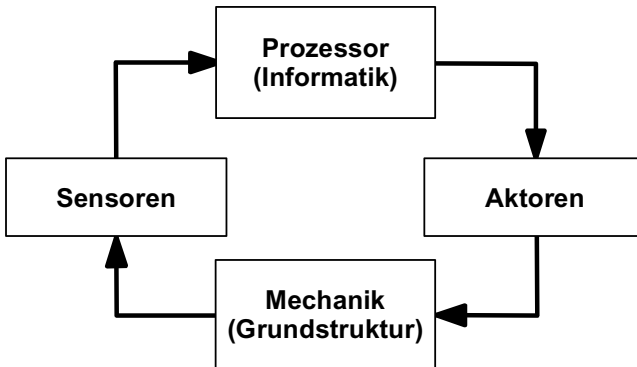 Prozessor
(Informatik)
Sensoren
Aktoren
Mechanik
(Grundstruktur)